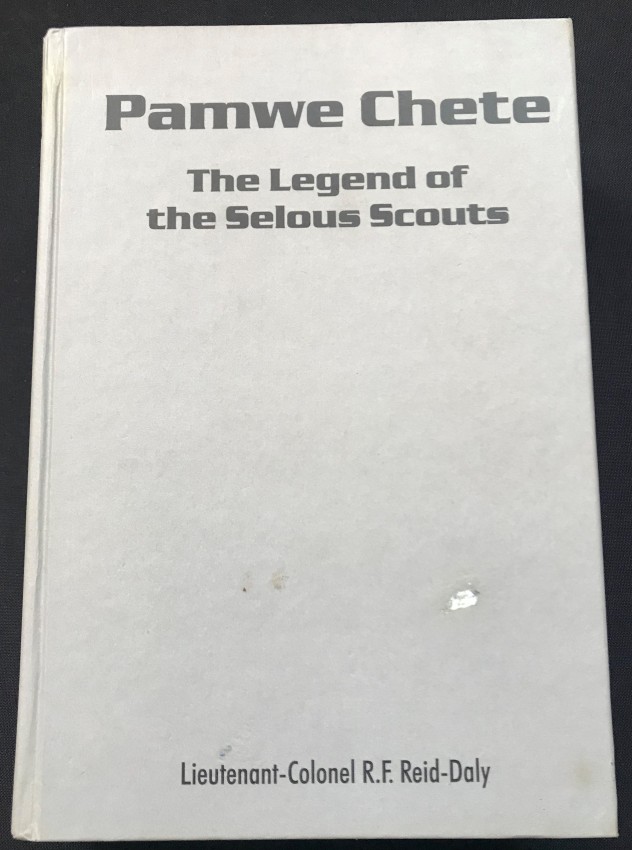 Pamwe Chete
The Legend of
the Selous Scouts
Lieutenant-Colonel R.F. Reid-Daly